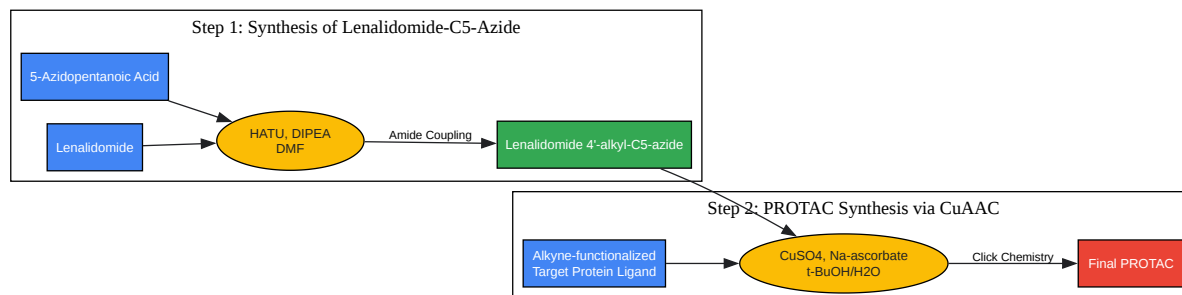 Step 1: Synthesis of Lenalidomide-C5-Azide
5-Azidopentanoic Acid
Lenalidomide
HATU, DIPEA
DMF
Amide Coupling
Lenalidomide 4'-alkyl-C5-azide
Step 2: PROTAC Synthesis via CuAAC
Alkyne-functionalized
Target Protein Ligand
CuSO4, Na-ascorbate
t-BuOH/H2O
Click Chemistry
Final PROTAC